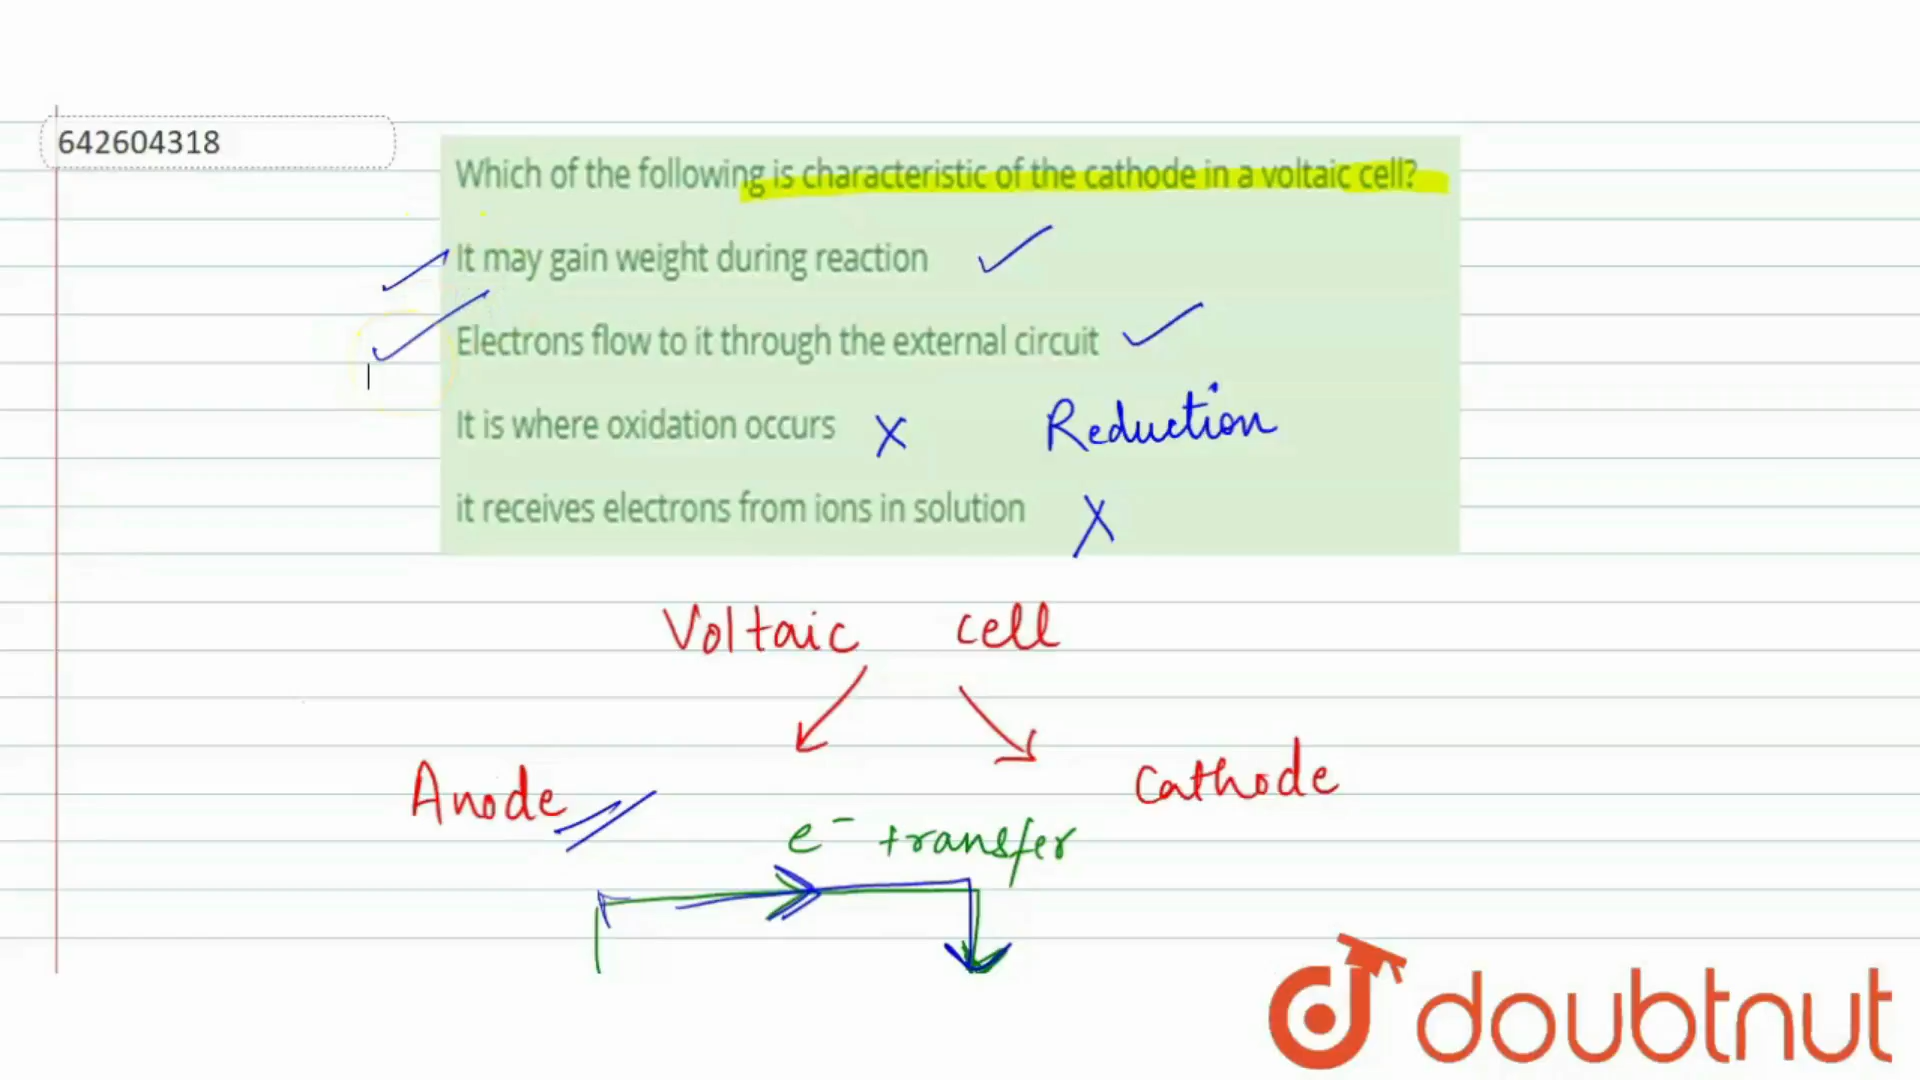 642604318
Which of the following is characteristic of the cathode in a voltaic cell?
It may gain weight during reaction
Electrons flow to it through the external circuit
It is where oxidation occurs X Reduction
it receives electrons from ions in solution X
Voltaic cell
Anode Cathode
e⁻ transfer
doubtnut